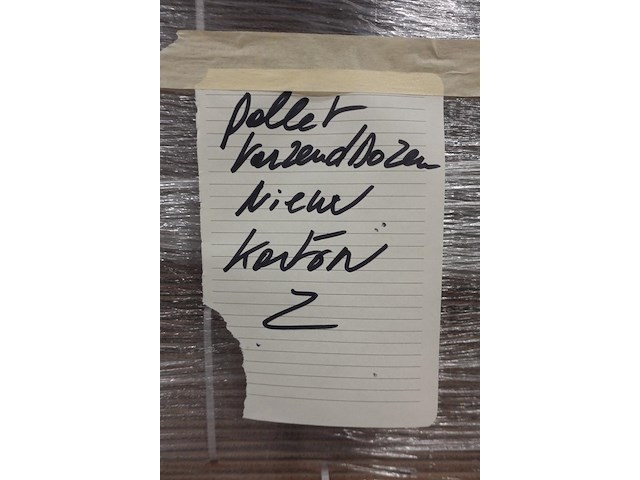 Pallet
VerzendDozen
Nieuw
Karton
2